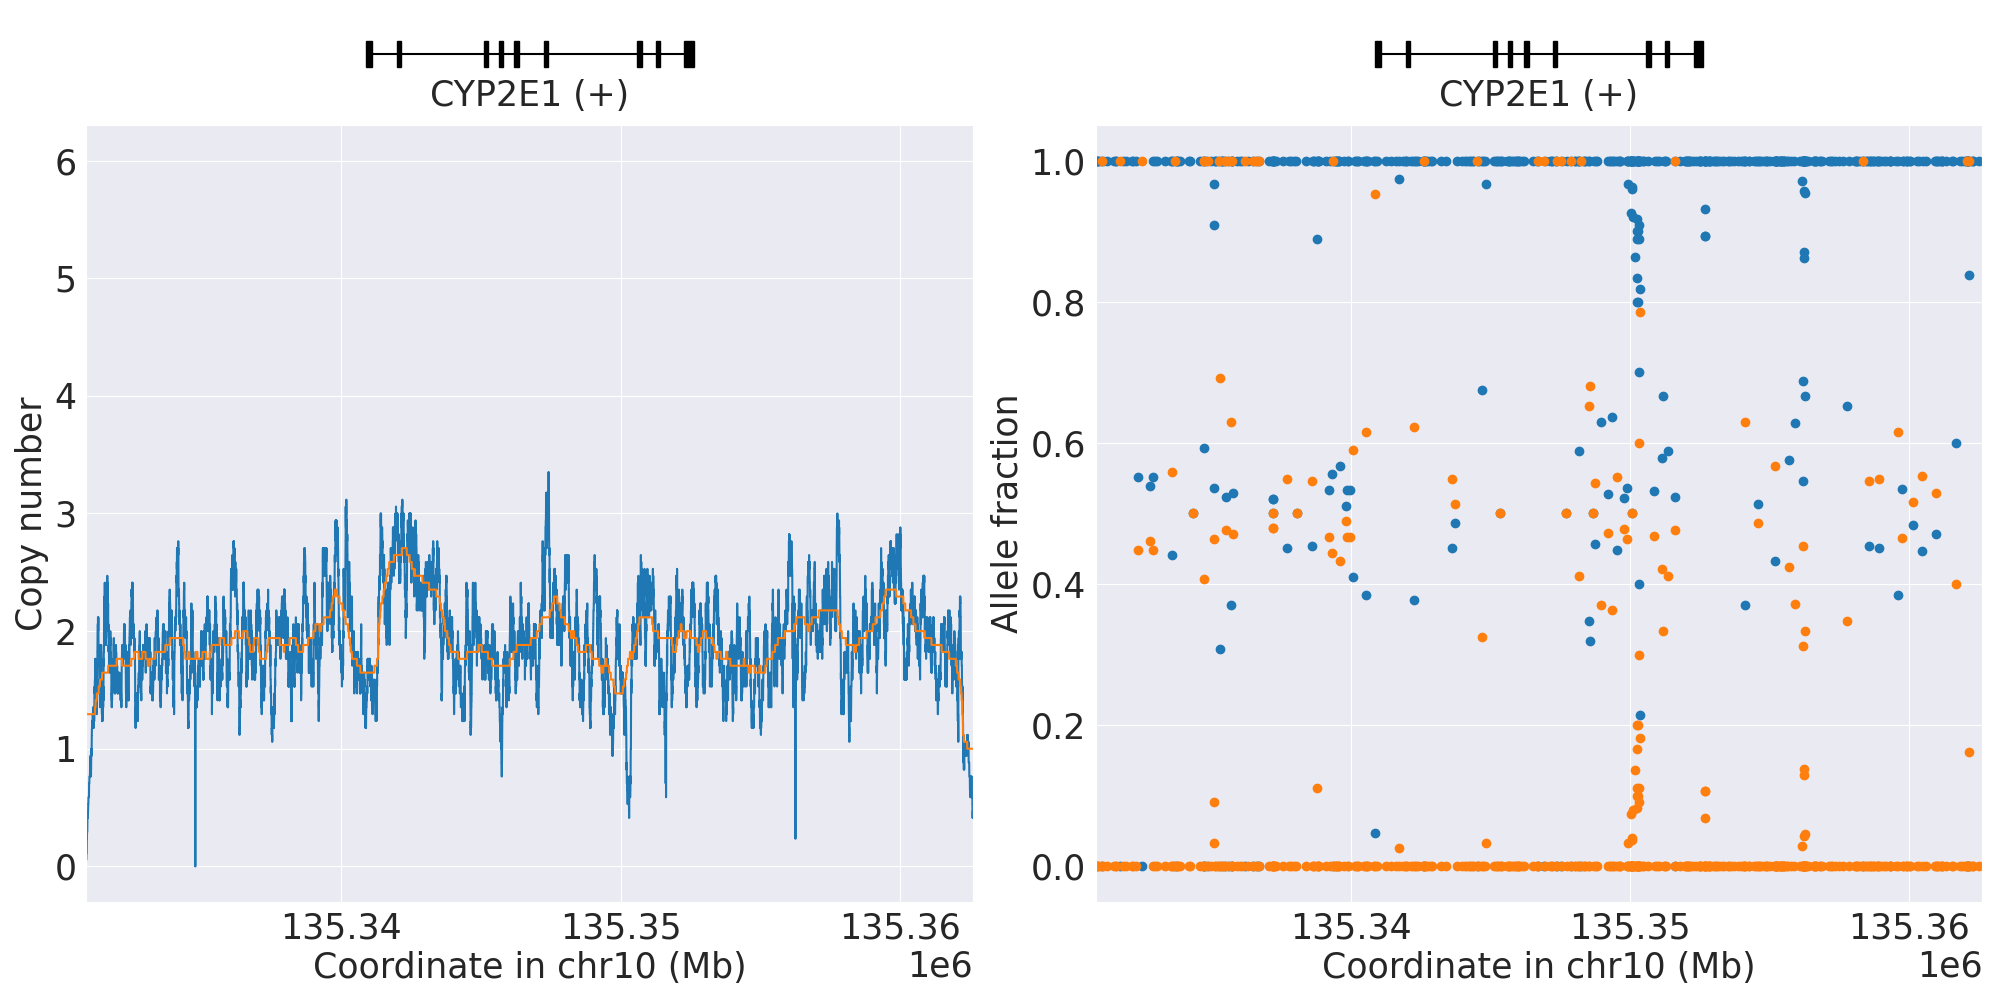 CYP2E1 (+)
CYP2E1 (+)
Copy number
6
5
4
3
2
1
0
135.34 135.35 135.36
Coordinate in chr10 (Mb)
1e6
Allele fraction
1.0
0.8
0.6
0.4
0.2
0.0
135.34 135.35 135.36
Coordinate in chr10 (Mb)
1e6